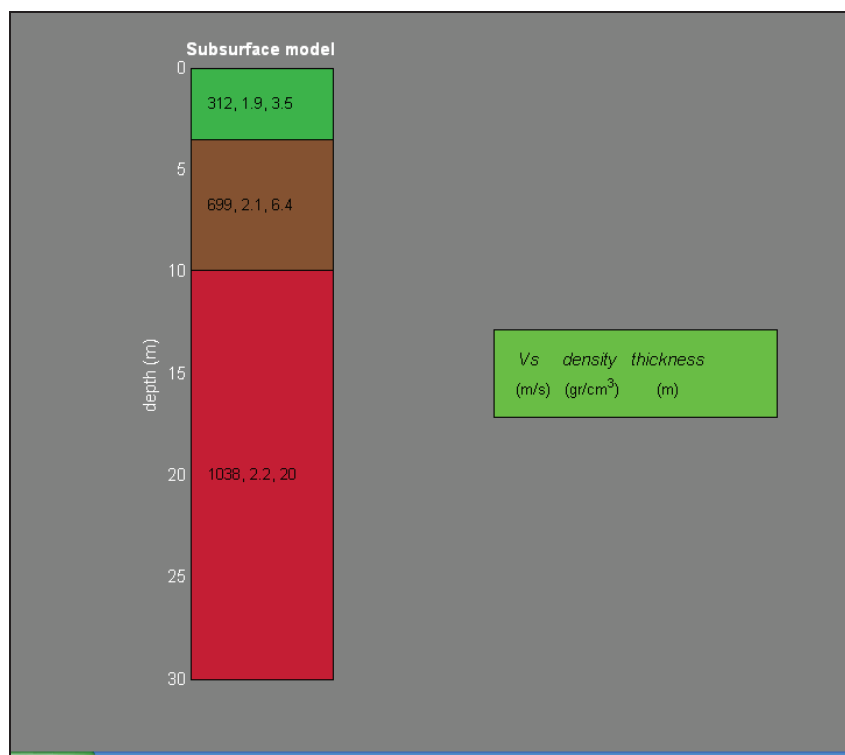 Subsurface model
0
312, 1.9, 3.5
5
699, 2.1, 6.4
10
depth (m)
15
1038, 2.2, 20
20
25
30
Vs density thickness
(m/s) (gr/cm³) (m)